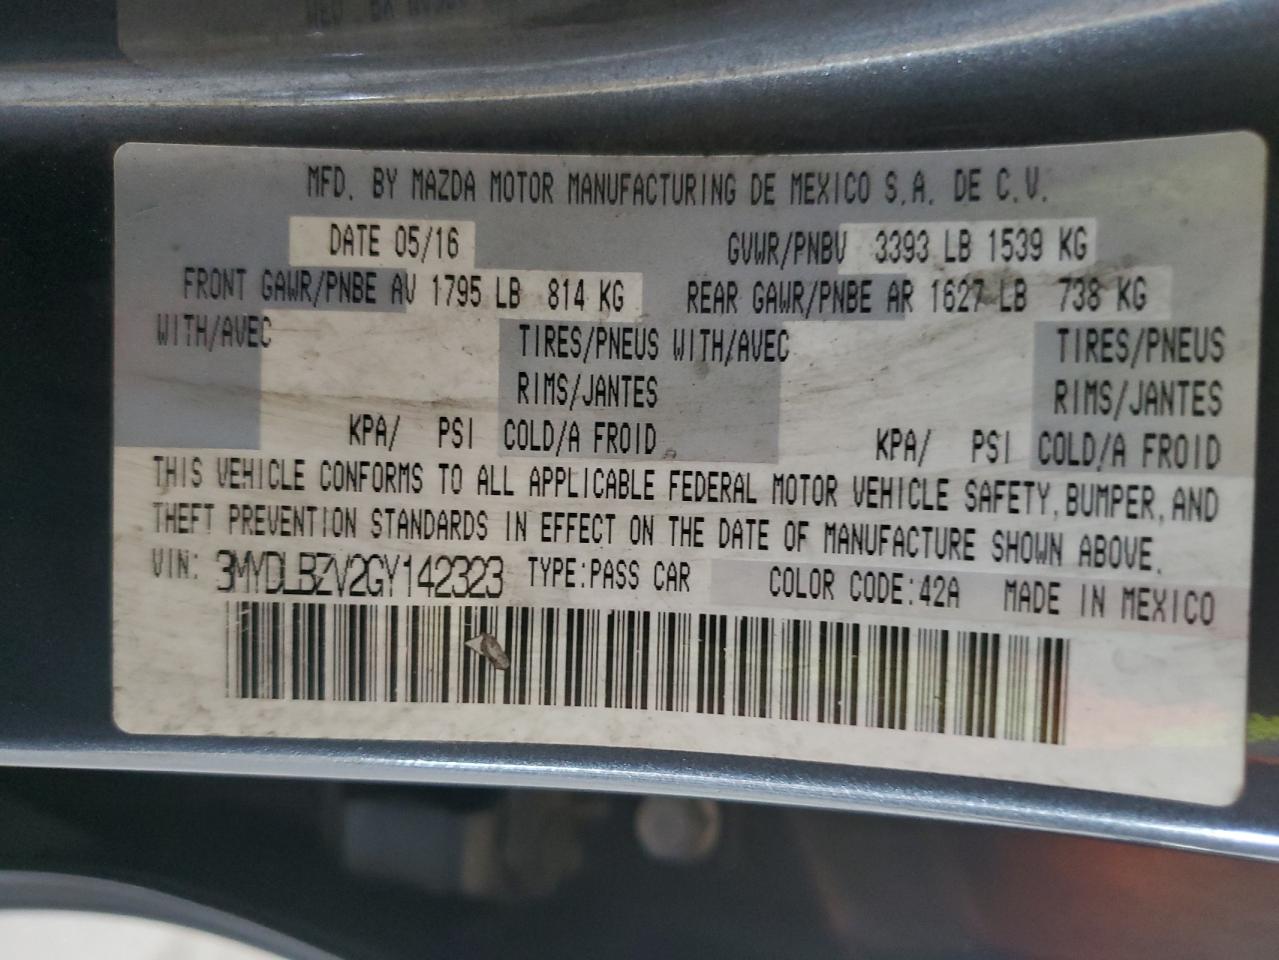 MFD. BY MAZDA MOTOR MANUFACTURING DE MEXICO S.A. DE C.V.
DATE 05/16 GVWR/PNBV 3393 LB 1539 KG
FRONT GAWR/PNBE AV 1795 LB 814 KG REAR GAWR/PNBE AR 1627 LB 738 KG
WITH/AVEC TIRES/PNEUS WITH/AVEC TIRES/PNEUS
RIMS/JANTES RIMS/JANTES
KPA/ PSI COLD/A FROID KPA/ PSI COLD/A FROID
THIS VEHICLE CONFORMS TO ALL APPLICABLE FEDERAL MOTOR VEHICLE SAFETY, BUMPER, AND
THEFT PREVENTION STANDARDS IN EFFECT ON THE DATE OF MANUFACTURE SHOWN ABOVE.
VIN: 3MYDLBZV2GY142323 TYPE:PASS CAR COLOR CODE:42A MADE IN MEXICO